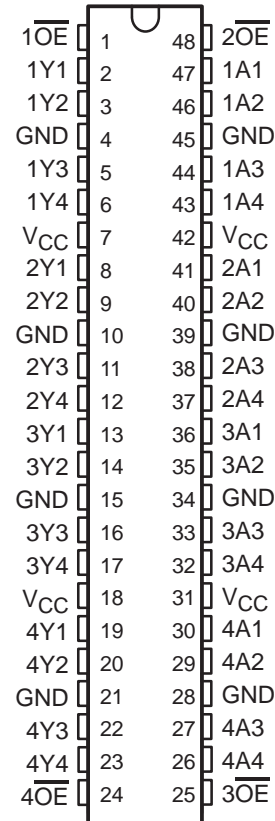 1O̅E̅ 1 48 2O̅E̅
1Y1 2 47 1A1
1Y2 3 46 1A2
GND 4 45 GND
1Y3 5 44 1A3
1Y4 6 43 1A4
VCC 7 42 VCC
2Y1 8 41 2A1
2Y2 9 40 2A2
GND 10 39 GND
2Y3 11 38 2A3
2Y4 12 37 2A4
3Y1 13 36 3A1
3Y2 14 35 3A2
GND 15 34 GND
3Y3 16 33 3A3
3Y4 17 32 3A4
VCC 18 31 VCC
4Y1 19 30 4A1
4Y2 20 29 4A2
GND 21 28 GND
4Y3 22 27 4A3
4Y4 23 26 4A4
4O̅E̅ 24 25 3O̅E̅